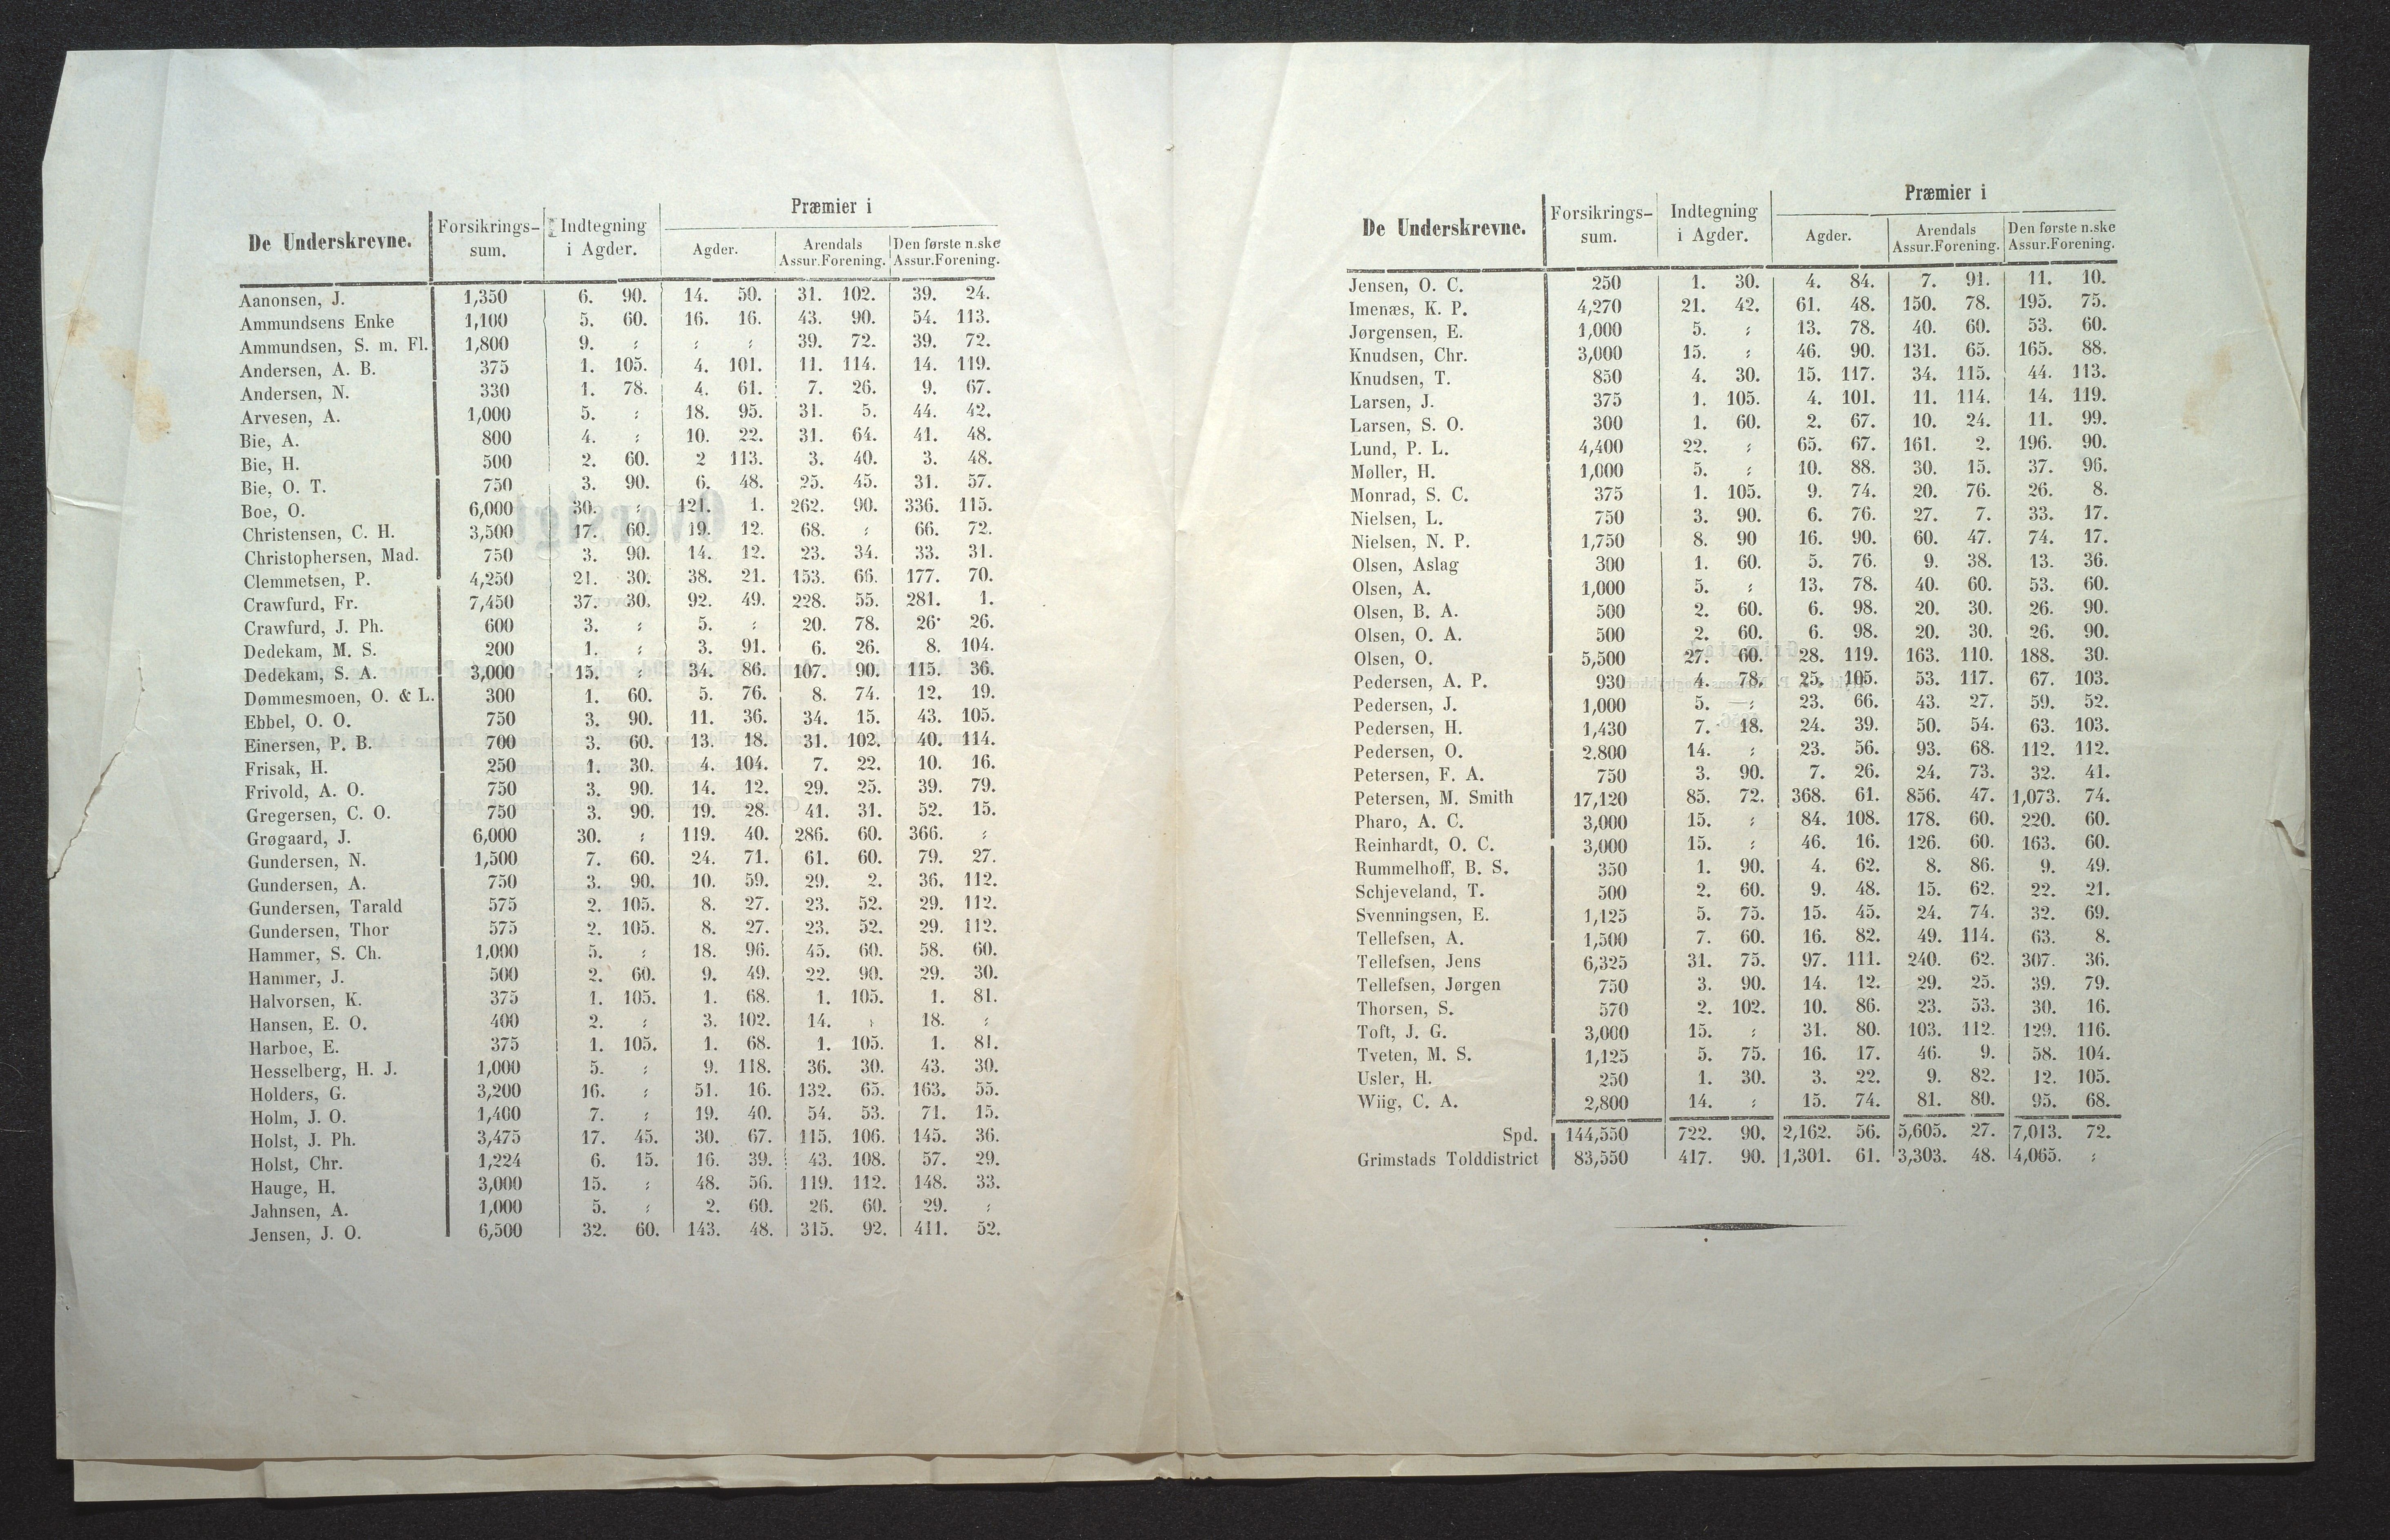 Præmier i
De Underskrevne. Forsikrings- Indtegning
sum. i Agder. Agder. Arendals Den første n.ske
Assur.Forening. Assur.Forening.
Aanonsen, J. 1,350 6. 90. 14. 50. 31. 102. 39. 24.
Ammundsens Enke 1,100 5. 60. 16. 16. 43. 90. 54. 113.
Ammundsen, S. m. Fl. 1,800 9. : : : 39. 72. 39. 72.
Andersen, A. B. 375 1. 105. 4. 101. 11. 114. 14. 119.
Andersen, N. 330 1. 78. 4. 61. 7. 26. 9. 67.
Arvesen, A. 1,000 5. : 18. 95. 31. 5. 44. 42.
Bie, A. 800 4. : 10. 22. 31. 64. 41. 48.
Bie, H. 500 2. 60. 2 113. 3. 40. 3. 48.
Bie, O. T. 750 3. 90. 6. 48. 25. 45. 31. 57.
Boe, O. 6,000 30. : 121. 1. 262. 90. 336. 115.
Christensen, C. H. 3,500 17. 60. 19. 12. 68. : 66. 72.
Christophersen, Mad. 750 3. 90. 14. 12. 23. 34. 33. 31.
Clemmetsen, P. 4,250 21. 30. 38. 21. 153. 66. 177. 70.
Crawfurd, Fr. 7,450 37. 30. 92. 49. 228. 55. 281. 1.
Crawfurd, J. Ph. 600 3. : 5. : 20. 78. 26· 26.
Dedekam, M. S. 200 1. : 3. 91. 6. 26. 8. 104.
Dedekam, S. A. 3,000 15. : 34. 86. 107. 90. 115. 36.
Dømmesmoen, O. & L. 300 1. 60. 5. 76. 8. 74. 12. 19.
Ebbel, O. O. 750 3. 90. 11. 36. 34. 15. 43. 105.
Einersen, P. B. 700 3. 60. 13. 18. 31. 102. 40. 114.
Frisak, H. 250 1. 30. 4. 104. 7. 22. 10. 16.
Frivold, A. O. 750 3. 90. 14. 12. 29. 25. 39. 79.
Gregersen, C. O. 750 3. 90. 19. 28. 41. 31. 52. 15.
Grøgaard, J. 6,000 30. : 119. 40. 286. 60. 366. :
Gundersen, N. 1,500 7. 60. 24. 71. 61. 60. 79. 27.
Gundersen, A. 750 3. 90. 10. 59. 29. 2. 36. 112.
Gundersen, Tarald 575 2. 105. 8. 27. 23. 52. 29. 112.
Gundersen, Thor 575 2. 105. 8. 27. 23. 52. 29. 112.
Hammer, S. Ch. 1,000 5. : 18. 96. 45. 60. 58. 60.
Hammer, J. 500 2. 60. 9. 49. 22. 90. 29. 30.
Halvorsen, K. 375 1. 105. 1. 68. 1. 105. 1. 81.
Hansen, E. O. 400 2. : 3. 102. 14. : 18. :
Harboe, E. 375 1. 105. 1. 68. 1. 105. 1. 81.
Hesselberg, H. J. 1,000 5. : 9. 118. 36. 30. 43. 30.
Holders, G. 3,200 16. : 51. 16. 132. 65. 163. 55.
Holm, J. O. 1,400 7. : 19. 40. 54. 53. 71. 15.
Holst, J. Ph. 3,475 17. 45. 30. 67. 115. 106. 145. 36.
Holst, Chr. 1,224 6. 15. 16. 39. 43. 108. 57. 29.
Hauge, H. 3,000 15. : 48. 56. 119. 112. 148. 33.
Jahnsen, A. 1,000 5. : 2. 60. 26. 60. 29. :
Jensen, J. O. 6,500 32. 60. 143. 48. 315. 92. 411. 52.
Præmier i
De Underskrevne. Forsikrings- Indtegning
sum. i Agder. Agder. Arendals Den første n.ske
Assur.Forening. Assur.Forening.
Jensen, O. C. 250 1. 30. 4. 84. 7. 91. 11. 10.
Imenæs, K. P. 4,270 21. 42. 61. 48. 150. 78. 195. 75.
Jørgensen, E. 1,000 5. : 13. 78. 40. 60. 53. 60.
Knudsen, Chr. 3,000 15. : 46. 90. 131. 65. 165. 88.
Knudsen, T. 850 4. 30. 15. 117. 34. 115. 44. 113.
Larsen, J. 375 1. 105. 4. 101. 11. 114. 14. 119.
Larsen, S. O. 300 1. 60. 2. 67. 10. 24. 11. 99.
Lund, P. L. 4,400 22. : 65. 67. 161. 2. 196. 90.
Møller, H. 1,000 5. : 10. 88. 30. 15. 37. 96.
Monrad, S. C. 375 1. 105. 9. 74. 20. 76. 26. 8.
Nielsen, L. 750 3. 90. 6. 76. 27. 7. 33. 17.
Nielsen, N. P. 1,750 8. 90 16. 90. 60. 47. 74. 17.
Olsen, Aslag 300 1. 60. 5. 76. 9. 38. 13. 36.
Olsen, A. 1,000 5. : 13. 78. 40. 60. 53. 60.
Olsen, B. A. 500 2. 60. 6. 98. 20. 30. 26. 90.
Olsen, O. A. 500 2. 60. 6. 98. 20. 30. 26. 90.
Olsen, O. 5,500 27. 60. 28. 119. 163. 110. 188. 30.
Pedersen, A. P. 930 4. 78. 25. 105. 53. 117. 67. 103.
Pedersen, J. 1,000 5. : 23. 66. 43. 27. 59. 52.
Pedersen, H. 1,430 7. 18. 24. 39. 50. 54. 63. 103.
Pedersen, O. 2.800 14. : 23. 56. 93. 68. 112. 112.
Petersen, F. A. 750 3. 90. 7. 26. 24. 73. 32. 41.
Petersen, M. Smith 17,120 85. 72. 368. 61. 856. 47. 1,073. 74.
Pharo, A. C. 3,000 15. : 84. 108. 178. 60. 220. 60.
Reinhardt, O. C. 3,000 15. : 46. 16. 126. 60. 163. 60.
Rummelhoff, B. S. 350 1. 90. 4. 62. 8. 86. 9. 49.
Schjeveland, T. 500 2. 60. 9. 48. 15. 62. 22. 21.
Svenningsen, E. 1,125 5. 75. 15. 45. 24. 74. 32. 69.
Tellefsen, A. 1,500 7. 60. 16. 82. 49. 114. 63. 8.
Tellefsen, Jens 6,325 31. 75. 97. 111. 240. 62. 307. 36.
Tellefsen, Jørgen 750 3. 90. 14. 12. 29. 25. 39. 79.
Thorsen, S. 570 2. 102. 10. 86. 23. 53. 30. 16.
Toft, J. G. 3,000 15. : 31. 80. 103. 112. 129. 116.
Tveten, M. S. 1,125 5. 75. 16. 17. 46. 9. 58. 104.
Usler, H. 250 1. 30. 3. 22. 9. 82. 12. 105.
Wiig, C. A. 2,800 14. : 15. 74. 81. 80. 95. 68.
Spd. 144,550 722. 90. 2,162. 56. 5,605. 27. 7,013. 72.
Grimstads Tolddistrict 83,550 417. 90. 1,301. 61. 3,303. 48. 4,065. :